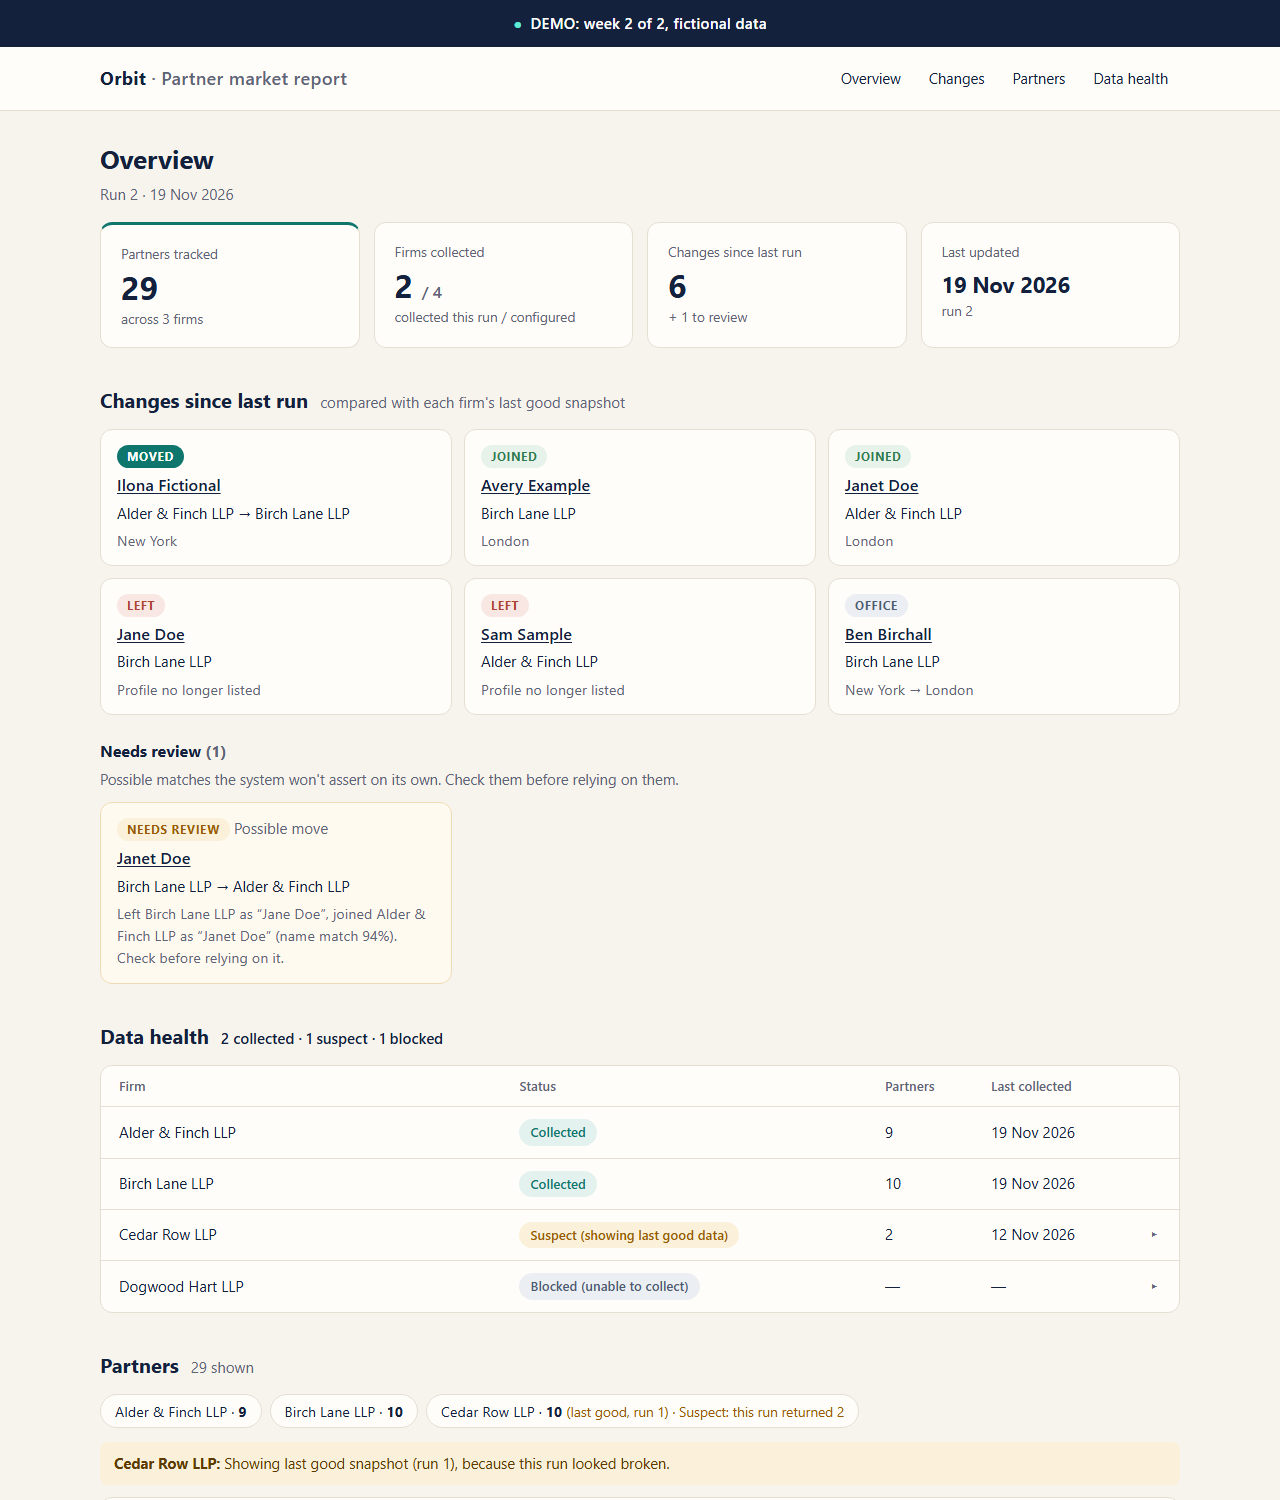 DEMO: week 2 of 2, fictional data
Orbit · Partner market report
Overview Changes Partners Data health
Overview
Run 2 · 19 Nov 2026
Partners tracked
29
across 3 firms
Firms collected
2 / 4
collected this run / configured
Changes since last run
6
+ 1 to review
Last updated
19 Nov 2026
run 2
Changes since last run compared with each firm's last good snapshot
MOVED
Ilona Fictional
Alder & Finch LLP → Birch Lane LLP
New York
JOINED
Avery Example
Birch Lane LLP
London
JOINED
Janet Doe
Alder & Finch LLP
London
LEFT
Jane Doe
Birch Lane LLP
Profile no longer listed
LEFT
Sam Sample
Alder & Finch LLP
Profile no longer listed
OFFICE
Ben Birchall
Birch Lane LLP
New York → London
Needs review (1)
Possible matches the system won't assert on its own. Check them before relying on them.
NEEDS REVIEW Possible move
Janet Doe
Birch Lane LLP → Alder & Finch LLP
Left Birch Lane LLP as “Jane Doe”, joined Alder &
Finch LLP as “Janet Doe” (name match 94%).
Check before relying on it.
Data health 2 collected · 1 suspect · 1 blocked
Firm Status Partners Last collected
Alder & Finch LLP Collected 9 19 Nov 2026
Birch Lane LLP Collected 10 19 Nov 2026
Cedar Row LLP Suspect (showing last good data) 2 12 Nov 2026 ▸
Dogwood Hart LLP Blocked (unable to collect) — — ▸
Partners 29 shown
Alder & Finch LLP · 9
Birch Lane LLP · 10
Cedar Row LLP · 10 (last good, run 1) · Suspect: this run returned 2
Cedar Row LLP: Showing last good snapshot (run 1), because this run looked broken.